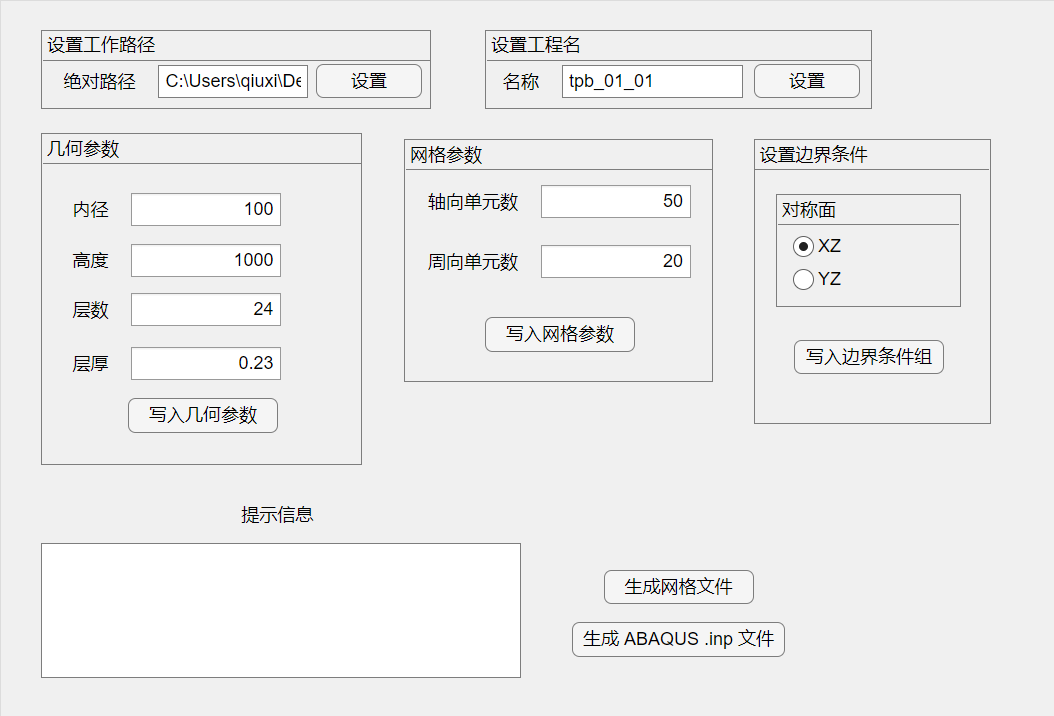 设置工作路径
绝对路径 C:\Users\qiuxi\De 设置
设置工程名
名称 tpb_01_01 设置
几何参数
内径 100
高度 1000
层数 24
层厚 0.23
写入几何参数
网格参数
轴向单元数 50
周向单元数 20
写入网格参数
设置边界条件
对称面
XZ
YZ
写入边界条件组
提示信息
生成网格文件
生成 ABAQUS .inp 文件